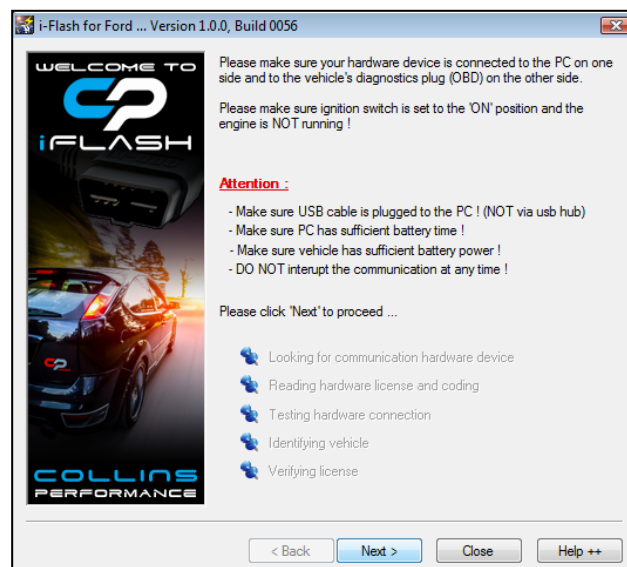 i-Flash for Ford ... Version 1.0.0, Build 0056
WELCOME TO
CP
iFLASH
CP
COLLINS
PERFORMANCE
Please make sure your hardware device is connected to the PC on one
side and to the vehicle's diagnostics plug (OBD) on the other side.
Please make sure ignition switch is set to the 'ON' position and the
engine is NOT running !
Attention :
- Make sure USB cable is plugged to the PC ! (NOT via usb hub)
- Make sure PC has sufficient battery time !
- Make sure vehicle has sufficient battery power !
- DO NOT interupt the communication at any time !
Please click 'Next' to proceed ...
Looking for communication hardware device
Reading hardware license and coding
Testing hardware connection
Identifying vehicle
Verifying license
< Back
Next >
Close
Help ++